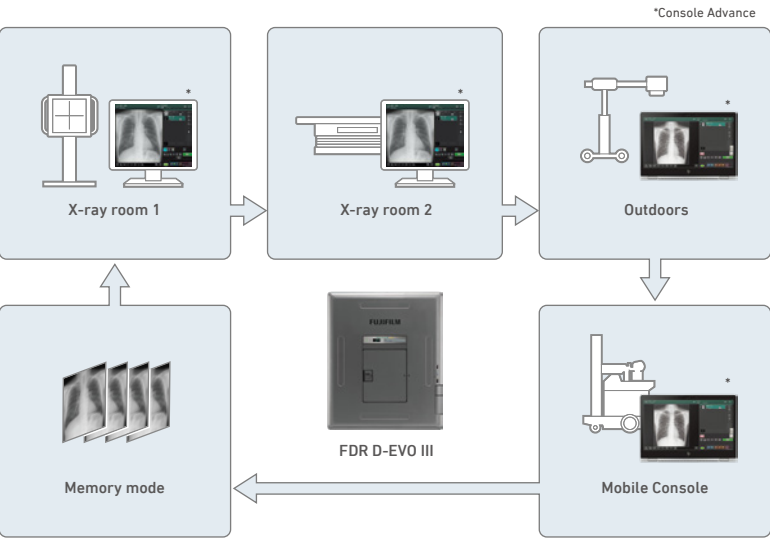 *Console Advance
*
*
*
X-ray room 1
X-ray room 2
Outdoors
FUJIFILM
*
FDR D-EVO III
Memory mode
Mobile Console